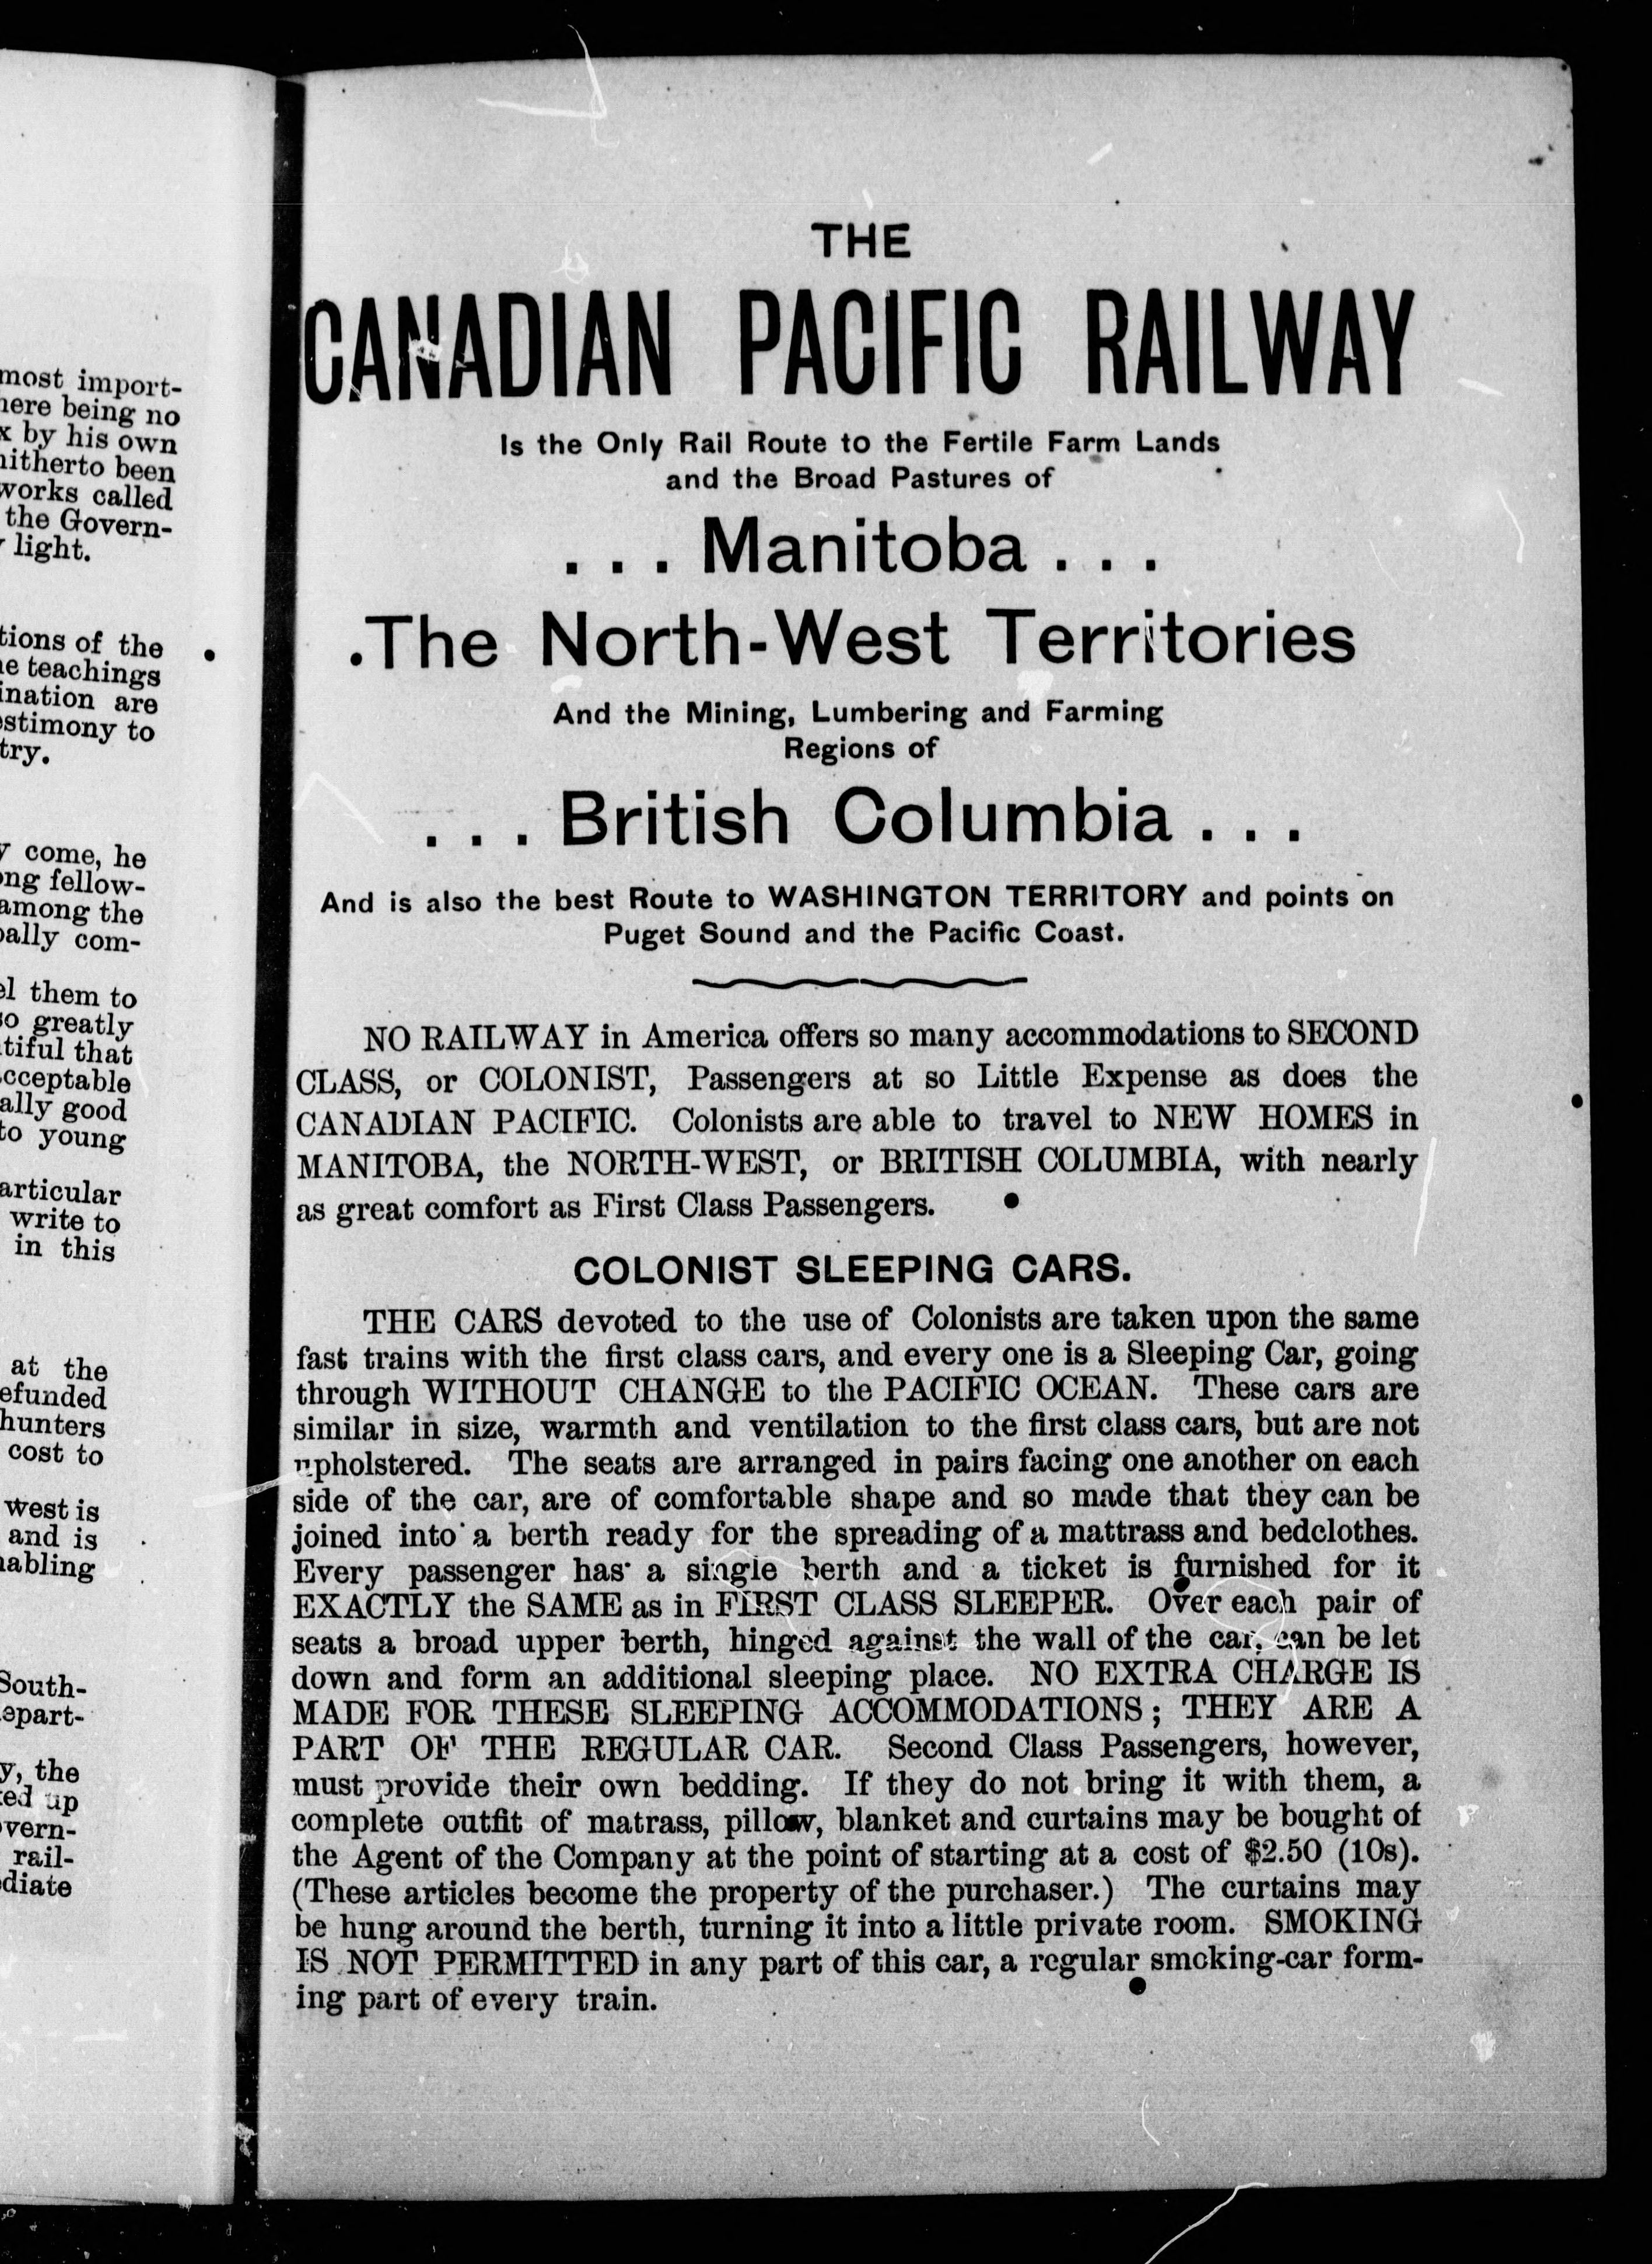 most import-
here being no
x by his own
hitherto been
works called
the Govern-
light.
tions of the
teachings
ination are
estimony to
try.
come, he
ong fellow-
among the
pally com-
el them to
so greatly
tiful that
acceptable
ally good
to young
articular
write to
in this
at the
efunded
hunters
cost to
west is
and is
nabling
South-
epart-
y, the
ked up
overn-
rail-
diate
THE
CANADIAN PACIFIC RAILWAY
Is the Only Rail Route to the Fertile Farm Lands
and the Broad Pastures of
. . . Manitoba . . .
.The North-West Territories
And the Mining, Lumbering and Farming
Regions of
. . . British Columbia . . .
And is also the best Route to WASHINGTON TERRITORY and points on
Puget Sound and the Pacific Coast.
NO RAILWAY in America offers so many accommodations to SECOND
CLASS, or COLONIST, Passengers at so Little Expense as does the
CANADIAN PACIFIC. Colonists are able to travel to NEW HOMES in
MANITOBA, the NORTH-WEST, or BRITISH COLUMBIA, with nearly
as great comfort as First Class Passengers.
COLONIST SLEEPING CARS.
THE CARS devoted to the use of Colonists are taken upon the same
fast trains with the first class cars, and every one is a Sleeping Car, going
through WITHOUT CHANGE to the PACIFIC OCEAN. These cars are
similar in size, warmth and ventilation to the first class cars, but are not
upholstered. The seats are arranged in pairs facing one another on each
side of the car, are of comfortable shape and so made that they can be
joined into a berth ready for the spreading of a mattrass and bedclothes.
Every passenger has a single berth and a ticket is furnished for it
EXACTLY the SAME as in FIRST CLASS SLEEPER. Over each pair of
seats a broad upper berth, hinged against the wall of the car, can be let
down and form an additional sleeping place. NO EXTRA CHARGE IS
MADE FOR THESE SLEEPING ACCOMMODATIONS; THEY ARE A
PART OF THE REGULAR CAR. Second Class Passengers, however,
must provide their own bedding. If they do not bring it with them, a
complete outfit of matrass, pillow, blanket and curtains may be bought of
the Agent of the Company at the point of starting at a cost of $2.50 (10s).
(These articles become the property of the purchaser.) The curtains may
be hung around the berth, turning it into a little private room. SMOKING
IS NOT PERMITTED in any part of this car, a regular smoking-car form-
ing part of every train.